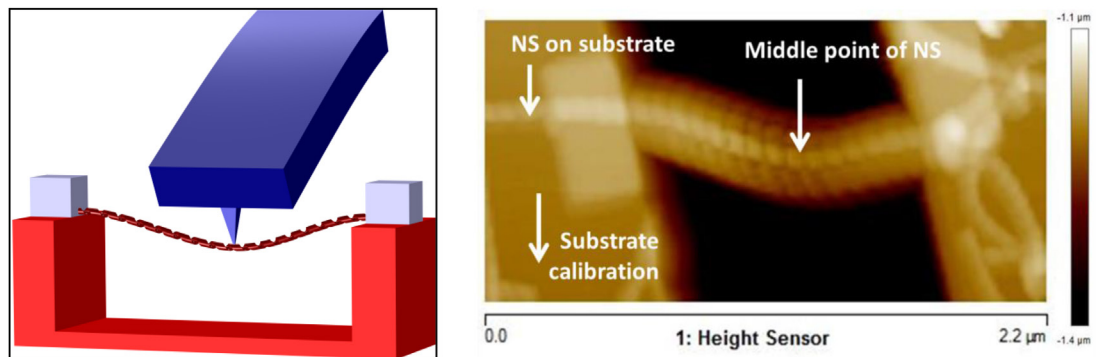 NS on substrate
Middle point of NS
Substrate
calibration
-1.1 µm
-1.4 µm
0.0
1: Height Sensor
2.2 µm